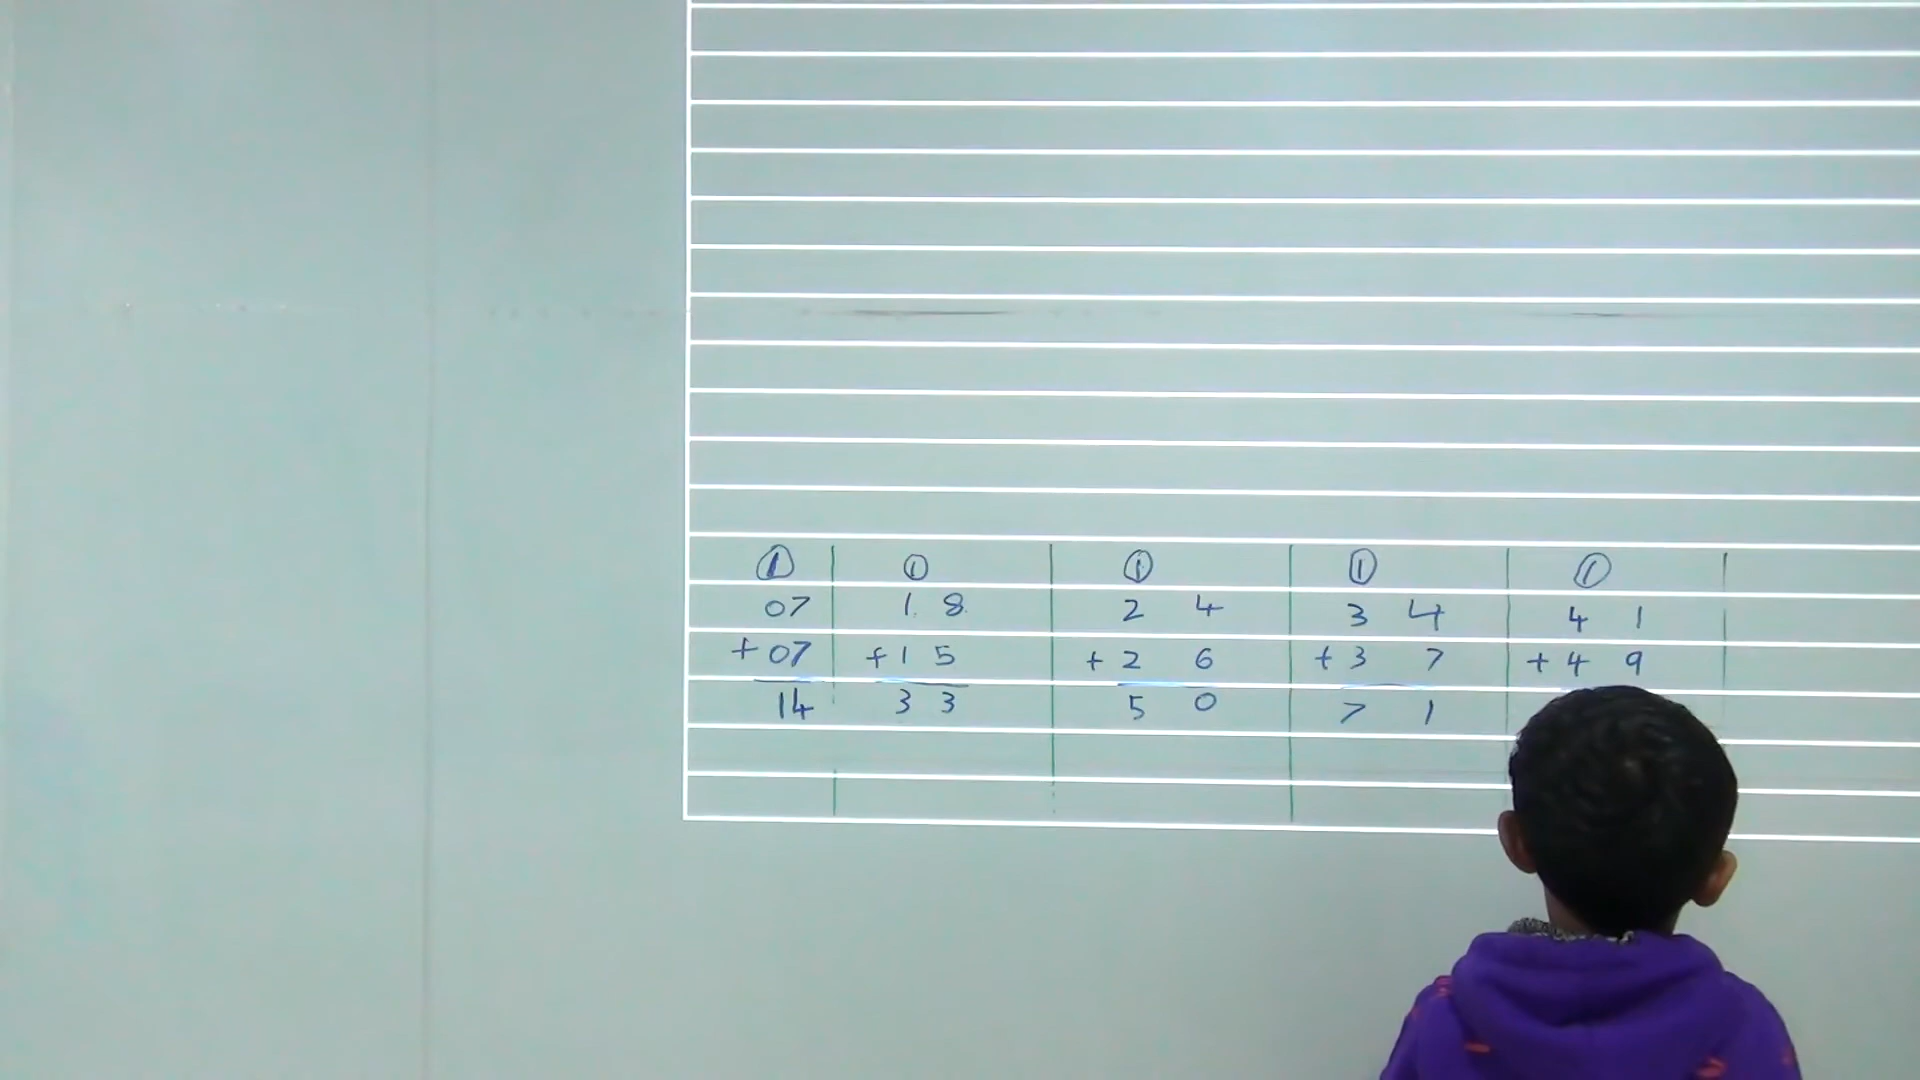 ① ① ① ① ①
07 1 8 2 4 3 4 4 1
+07 +1 5 +2 6 +3 7 +4 9
14 3 3 5 0 7 1